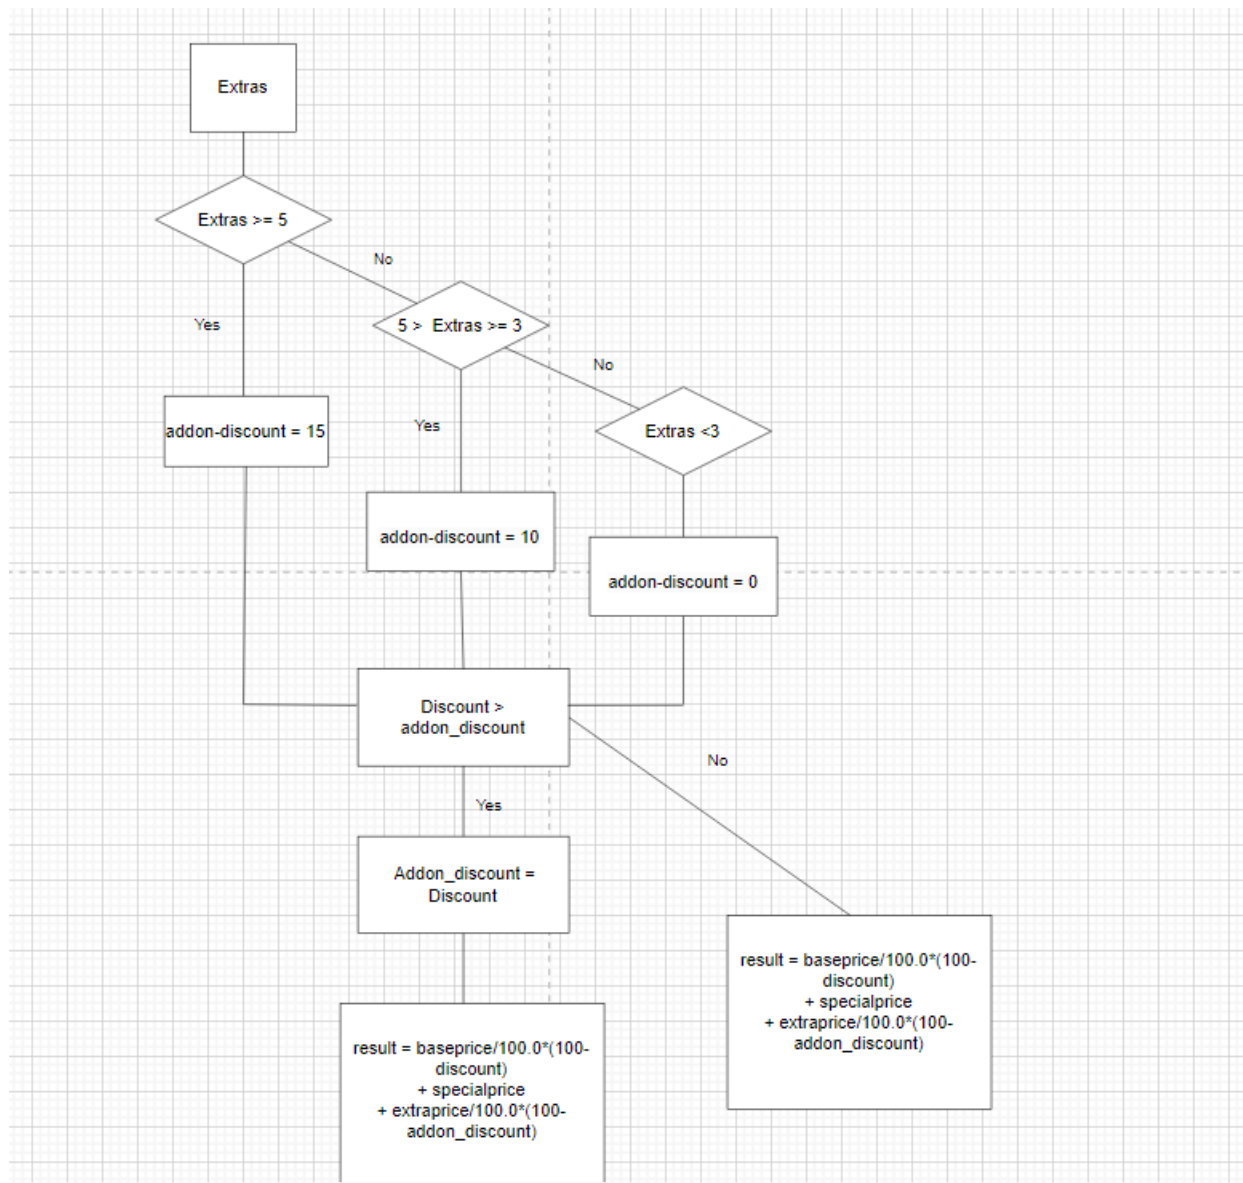 Extras
Extras >= 5
No
Yes
5 >  Extras >= 3
No
addon-discount = 15
Yes
Extras <3
addon-discount = 10
addon-discount = 0
Discount >
addon_discount
No
Yes
Addon_discount =
Discount
result = baseprice/100.0*(100-
discount)
+ specialprice
+ extraprice/100.0*(100-
addon_discount)
result = baseprice/100.0*(100-
discount)
+ specialprice
+ extraprice/100.0*(100-
addon_discount)